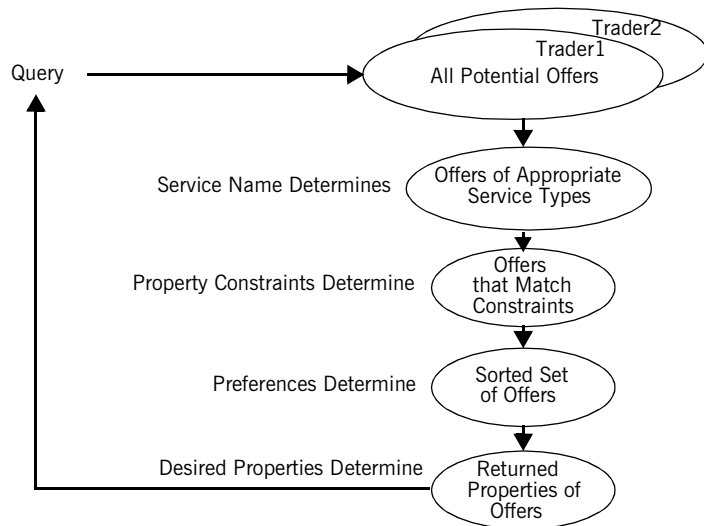 Trader2
Trader1
Query
All Potential Offers
Service Name Determines
Offers of Appropriate
Service Types
Property Constraints Determine
Offers
that Match
Constraints
Preferences Determine
Sorted Set
of Offers
Desired Properties Determine
Returned
Properties of
Offers